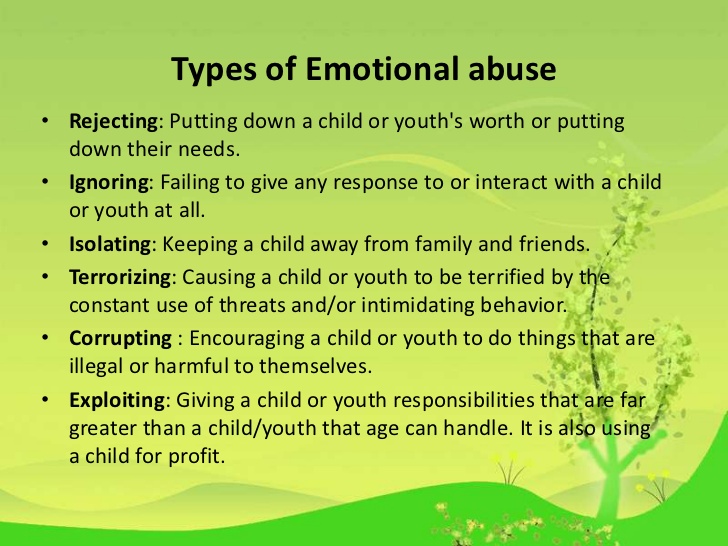 Types of Emotional abuse
• Rejecting: Putting down a child or youth's worth or putting
down their needs.
• Ignoring: Failing to give any response to or interact with a child
or youth at all.
• Isolating: Keeping a child away from family and friends.
• Terrorizing: Causing a child or youth to be terrified by the
constant use of threats and/or intimidating behavior.
• Corrupting : Encouraging a child or youth to do things that are
illegal or harmful to themselves.
• Exploiting: Giving a child or youth responsibilities that are far
greater than a child/youth that age can handle. It is also using
a child for profit.